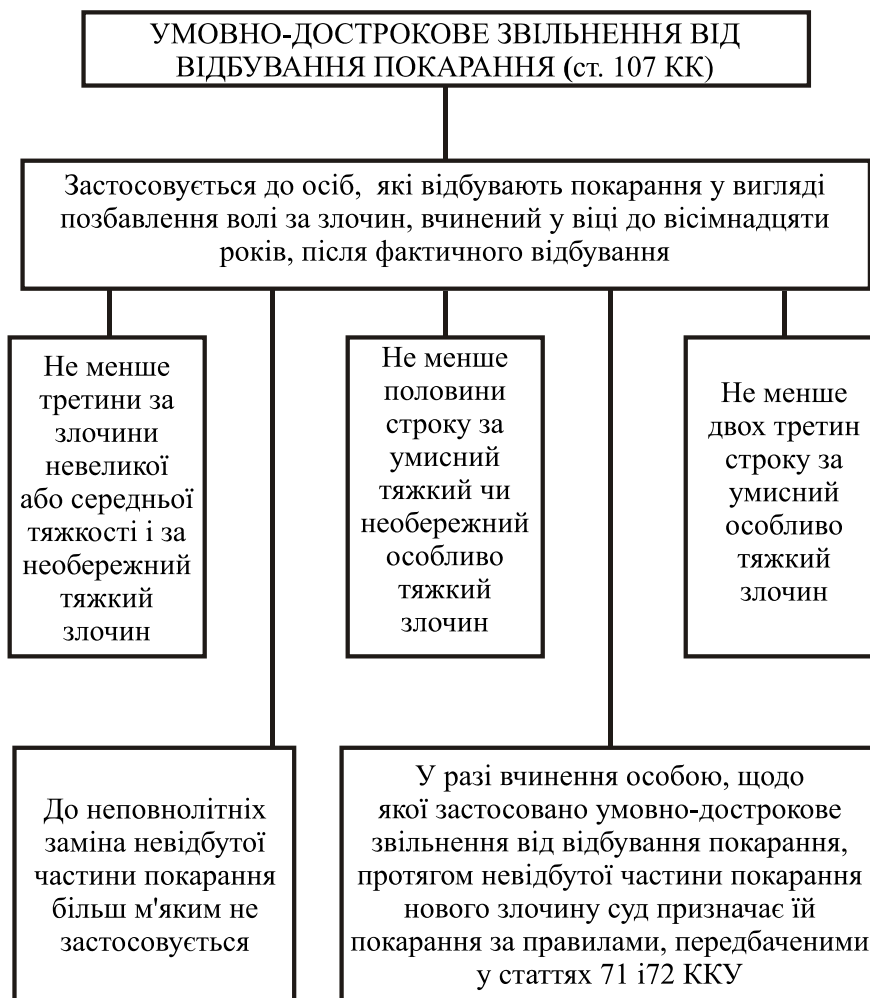 УМОВНО-ДОСТРОКОВЕ ЗВІЛЬНЕННЯ ВІД
ВІДБУВАННЯ ПОКАРАННЯ (ст. 107 КК)
Застосовується до осіб, які відбувають покарання у вигляді
позбавлення волі за злочин, вчинений у віці до вісімнадцяти
років, після фактичного відбування
Не менше
третини за
злочини
невеликої
або середньої
тяжкості і за
необережний
тяжкий
злочин
Не менше
половини
строку за
умисний
тяжкий чи
необережний
особливо
тяжкий
злочин
Не менше
двох третин
строку за
умисний
особливо
тяжкий
злочин
До неповнолітніх
заміна невідбутої
частини покарання
більш м'яким не
застосовується
У разі вчинення особою, щодо
якої застосовано умовно-дострокове
звільнення від відбування покарання,
протягом невідбутої частини покарання
нового злочину суд призначає їй
покарання за правилами, передбаченими
у статтях 71 і72 ККУ